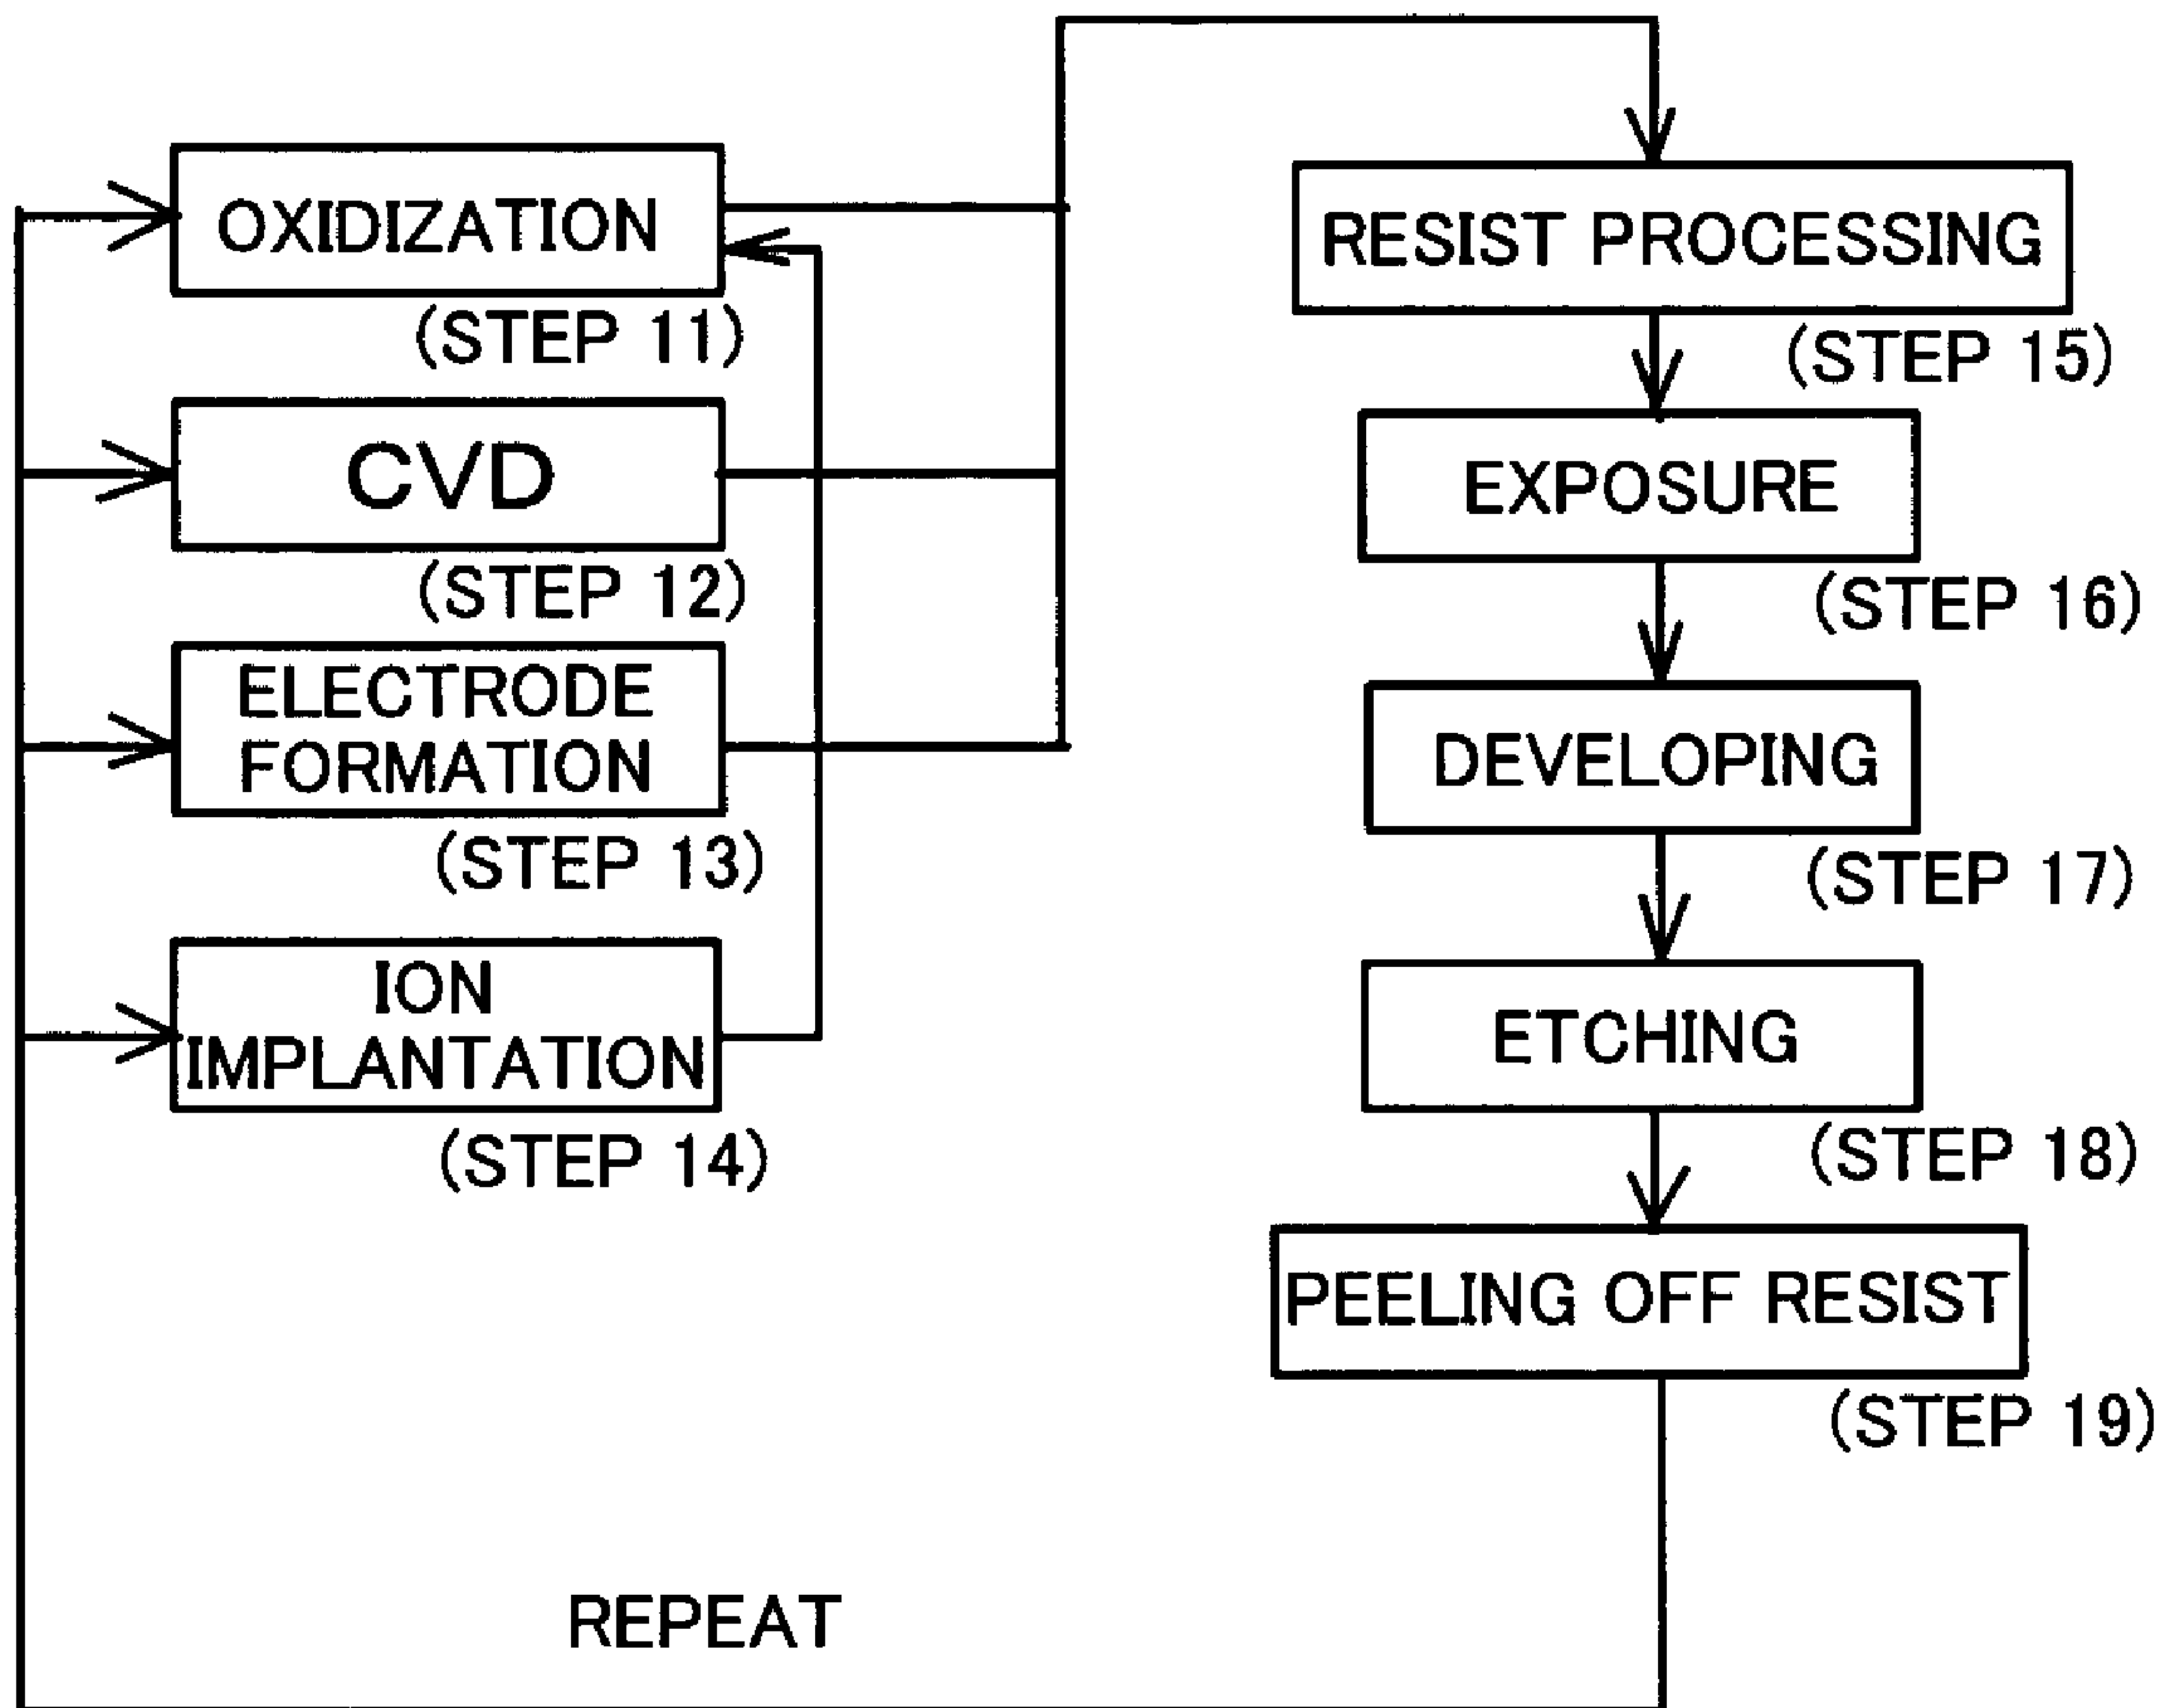 OXIDIZATION
(STEP 11)
CVD
(STEP 12)
ELECTRODE
FORMATION
(STEP 13)
ION
IMPLANTATION
(STEP 14)
RESIST PROCESSING
(STEP 15)
EXPOSURE
(STEP 16)
DEVELOPING
(STEP 17)
ETCHING
(STEP 18)
PEELING OFF RESIST
(STEP 19)
REPEAT